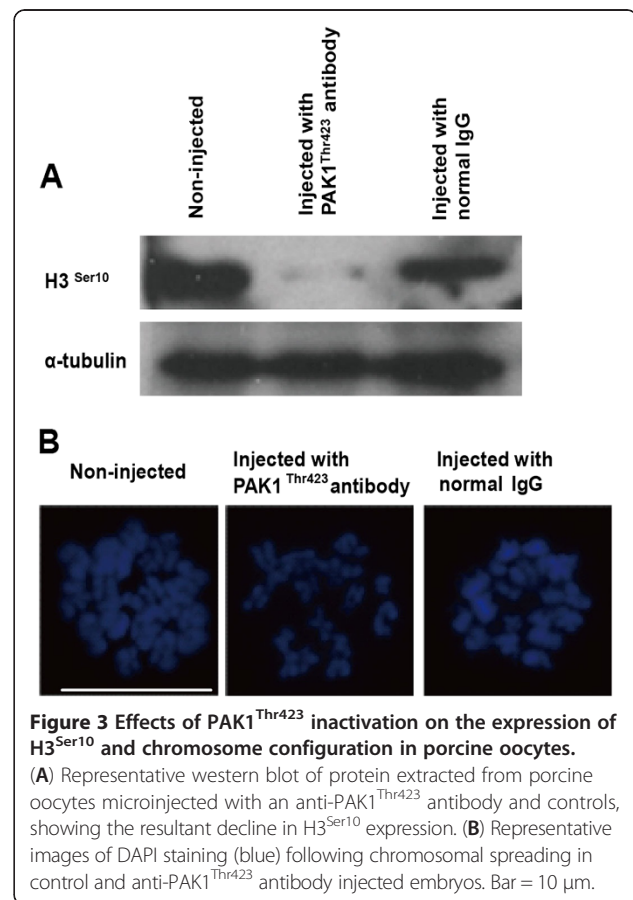 A
Non-injected
Injected with
PAK1Thr423 antibody
Injected with
normal IgG
H3 Ser10
α-tubulin
B
Non-injected
Injected with
PAK1 Thr423 antibody
Injected with
normal IgG
Figure 3 Effects of PAK1Thr423 inactivation on the expression of
H3Ser10 and chromosome configuration in porcine oocytes.
(A) Representative western blot of protein extracted from porcine
oocytes microinjected with an anti-PAK1Thr423 antibody and controls,
showing the resultant decline in H3Ser10 expression. (B) Representative
images of DAPI staining (blue) following chromosomal spreading in
control and anti-PAK1Thr423 antibody injected embryos. Bar = 10 μm.